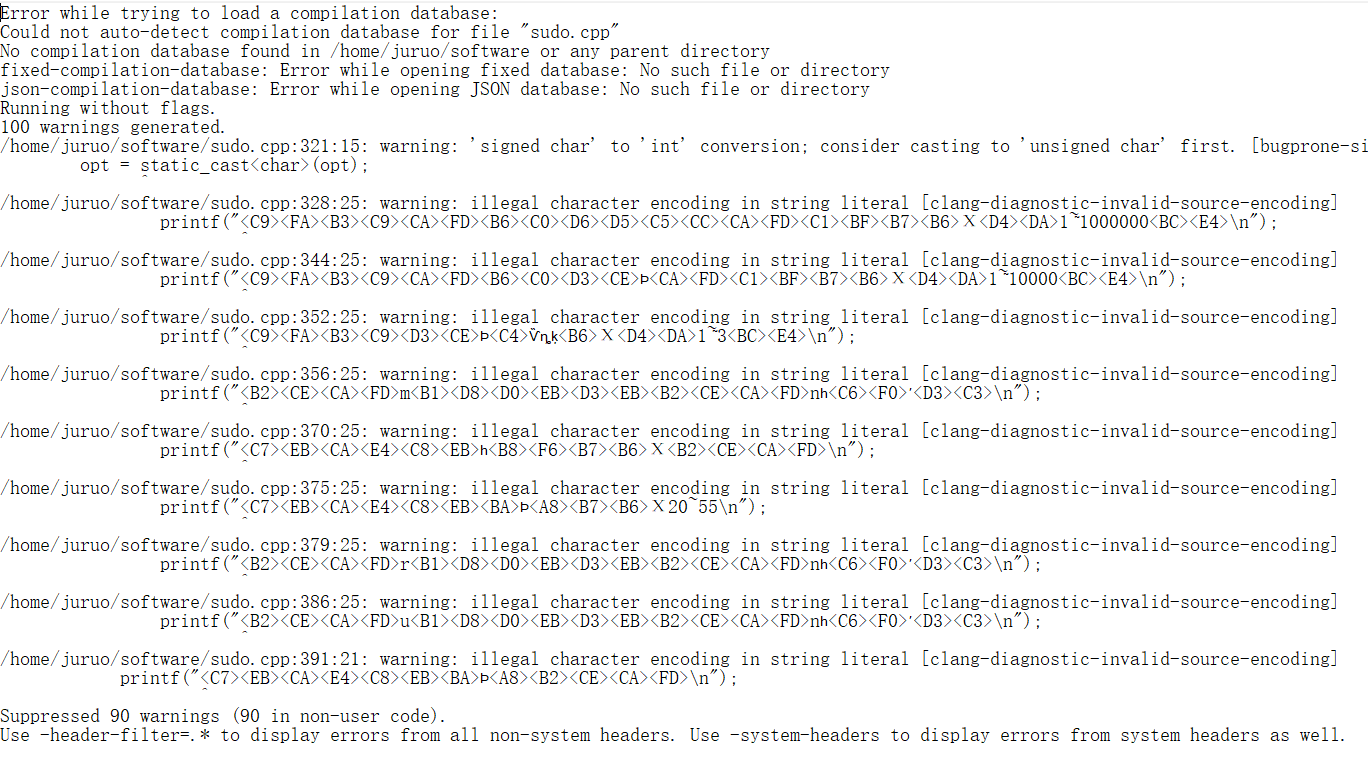 Error while trying to load a compilation database:
Could not auto-detect compilation database for file "sudo.cpp"
No compilation database found in /home/juruo/software or any parent directory
fixed-compilation-database: Error while opening fixed database: No such file or directory
json-compilation-database: Error while opening JSON database: No such file or directory
Running without flags.
100 warnings generated.
/home/juruo/software/sudo.cpp:321:15: warning: 'signed char' to 'int' conversion; consider casting to 'unsigned char' first. [bugprone-si
opt = static_cast<char>(opt);
^
/home/juruo/software/sudo.cpp:328:25: warning: illegal character encoding in string literal [clang-diagnostic-invalid-source-encoding]
printf("<C9><FA><B3><C9><CA><FD><B6><C0><D6><D5><C5><CC><CA><FD><C1><BF><B7><B6>Χ<D4><DA>1~1000000<BC><E4>\n");
^
/home/juruo/software/sudo.cpp:344:25: warning: illegal character encoding in string literal [clang-diagnostic-invalid-source-encoding]
printf("<C9><FA><B3><C9><CA><FD><B6><C0><D3><CE>Þ<CA><FD><C1><BF><B7><B6>Χ<D4><DA>1~10000<BC><E4>\n");
^
/home/juruo/software/sudo.cpp:352:25: warning: illegal character encoding in string literal [clang-diagnostic-invalid-source-encoding]
printf("<C9><FA><B3><C9><D3><CE>Þ<C4><B6>Χ<D4><DA>1~3<BC><E4>\n");
^
/home/juruo/software/sudo.cpp:356:25: warning: illegal character encoding in string literal [clang-diagnostic-invalid-source-encoding]
printf("<B2><CE><CA><FD>m<B1><D8><D0><EB><D3><EB><B2><CE><CA><FD>nһ<C6><F0>ʹ<D3><C3>\n");
^
/home/juruo/software/sudo.cpp:370:25: warning: illegal character encoding in string literal [clang-diagnostic-invalid-source-encoding]
printf("<C7><EB><CA><E4><C8><EB>һ<B8><F6><B7><B6>Χ<B2><CE><CA><FD>\n");
^
/home/juruo/software/sudo.cpp:375:25: warning: illegal character encoding in string literal [clang-diagnostic-invalid-source-encoding]
printf("<C7><EB><CA><E4><C8><EB><BA>Þ<A8><B7><B6>Χ20~55\n");
^
/home/juruo/software/sudo.cpp:379:25: warning: illegal character encoding in string literal [clang-diagnostic-invalid-source-encoding]
printf("<B2><CE><CA><FD>r<B1><D8><D0><EB><D3><EB><B2><CE><CA><FD>nһ<C6><F0>ʹ<D3><C3>\n");
^
/home/juruo/software/sudo.cpp:386:25: warning: illegal character encoding in string literal [clang-diagnostic-invalid-source-encoding]
printf("<B2><CE><CA><FD>u<B1><D8><D0><EB><D3><EB><B2><CE><CA><FD>nһ<C6><F0>ʹ<D3><C3>\n");
^
/home/juruo/software/sudo.cpp:391:21: warning: illegal character encoding in string literal [clang-diagnostic-invalid-source-encoding]
printf("<C7><EB><CA><E4><C8><EB><BA>Þ<A8><B2><CE><CA><FD>\n");
^
Suppressed 90 warnings (90 in non-user code).
Use -header-filter=.* to display errors from all non-system headers. Use -system-headers to display errors from system headers as well.